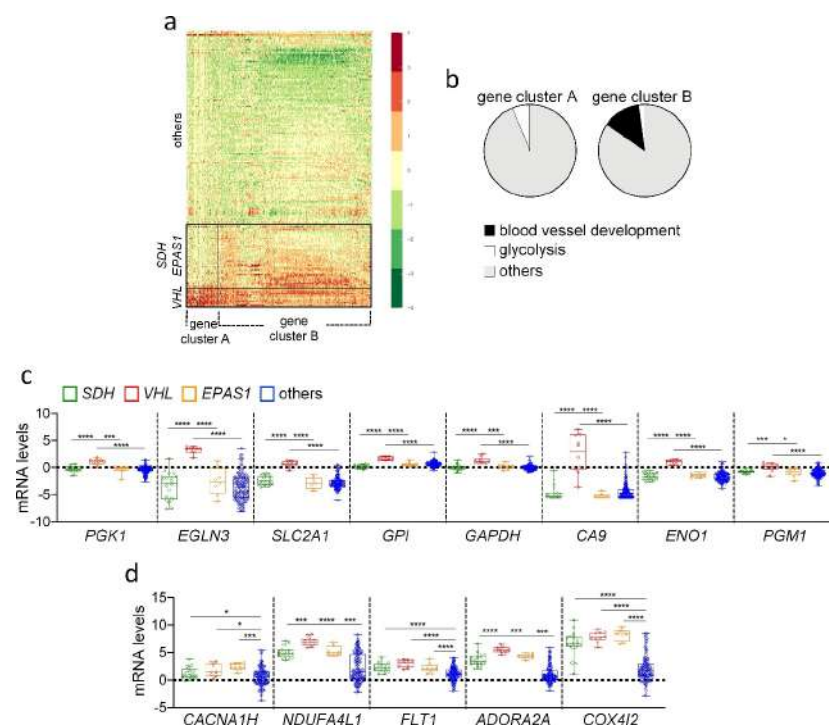 a
others
SDH
EPAS1
VHL
gene
cluster A
gene
cluster B
b
gene cluster A
gene cluster B
blood vessel development
glycolysis
others
c
SDH VHL EPAS1 others
mRNA levels
10
5
0
-5
-10
**** *** ****
**** **** ****
**** **** ****
**** **** ****
**** *** ****
**** **** ****
**** **** ****
*** * ****
PGK1 EGLN3 SLC2A1 GPI GAPDH CA9 ENO1 PGM1
d
mRNA levels
15
10
5
0
-5
* * ***
*** **** ***
**** **** ****
**** *** ***
**** **** ****
CACNA1H NDUFA4L1 FLT1 ADORA2A COX4I2